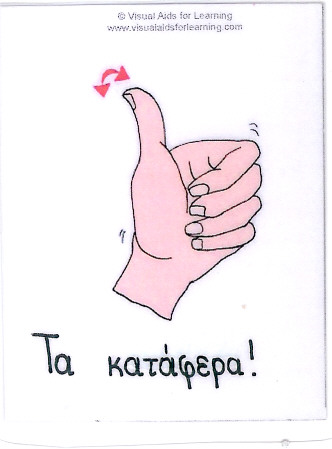 © Visual Aids for Learning
www.visualaidsforlearning.com
Τα κατάφερα!